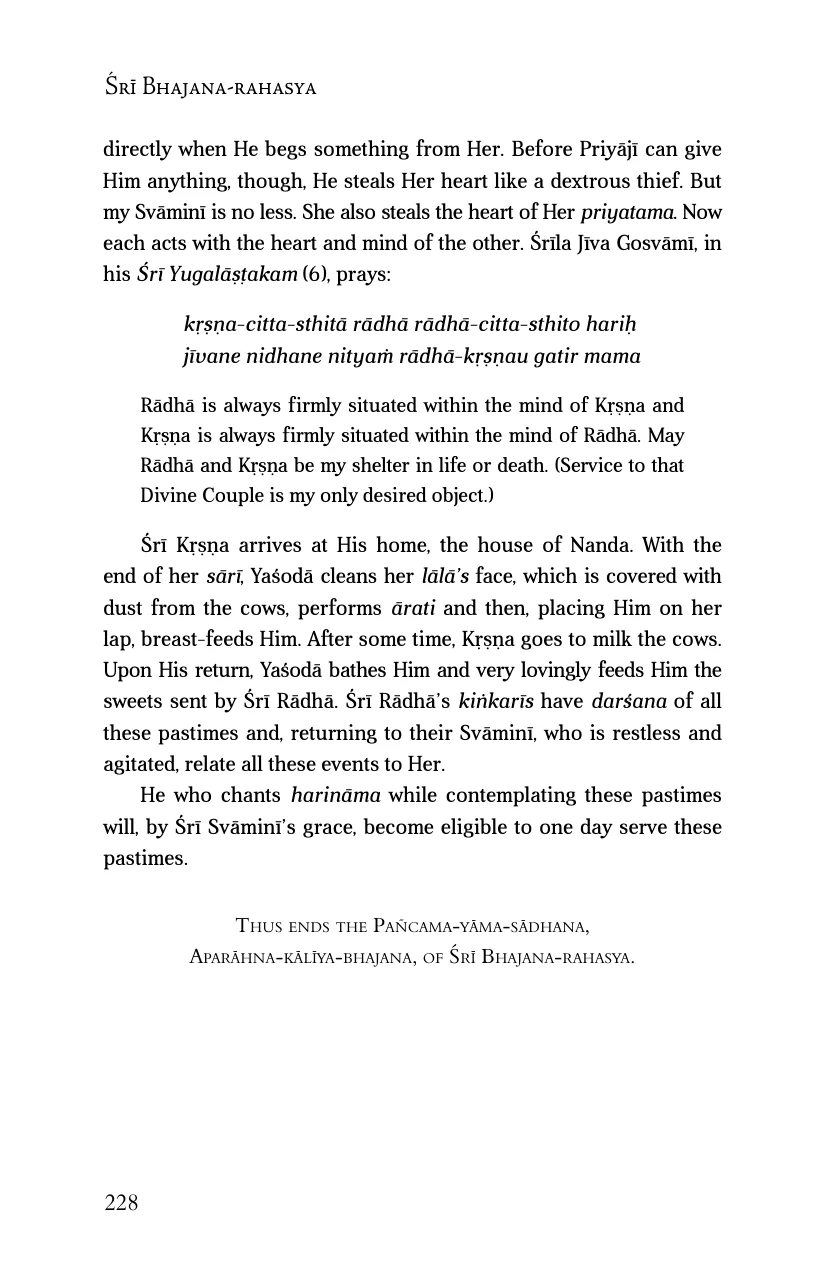 Śrī Bhajana-rahasya
directly when He begs something from Her. Before Priyājī can give
Him anything, though, He steals Her heart like a dextrous thief. But
my Svāminī is no less. She also steals the heart of Her priyatama. Now
each acts with the heart and mind of the other. Śrīla Jīva Gosvāmī, in
his Śrī Yugalāṣṭakam (6), prays:
kṛṣṇa-citta-sthitā rādhā rādhā-citta-sthito hariḥ
jīvane nidhane nityaṁ rādhā-kṛṣṇau gatir mama
Rādhā is always firmly situated within the mind of Kṛṣṇa and
Kṛṣṇa is always firmly situated within the mind of Rādhā. May
Rādhā and Kṛṣṇa be my shelter in life or death. (Service to that
Divine Couple is my only desired object.)
Śrī Kṛṣṇa arrives at His home, the house of Nanda. With the
end of her sārī, Yaśodā cleans her lālā's face, which is covered with
dust from the cows, performs ārati and then, placing Him on her
lap, breast-feeds Him. After some time, Kṛṣṇa goes to milk the cows.
Upon His return, Yaśodā bathes Him and very lovingly feeds Him the
sweets sent by Śrī Rādhā. Śrī Rādhā's kiṅkarīs have darśana of all
these pastimes and, returning to their Svāminī, who is restless and
agitated, relate all these events to Her.
He who chants harināma while contemplating these pastimes
will, by Śrī Svāminī's grace, become eligible to one day serve these
pastimes.
Thus ends the Pañcama-yāma-sādhana,
Aparāhna-kālīya-bhajana, of Śrī Bhajana-rahasya.
228